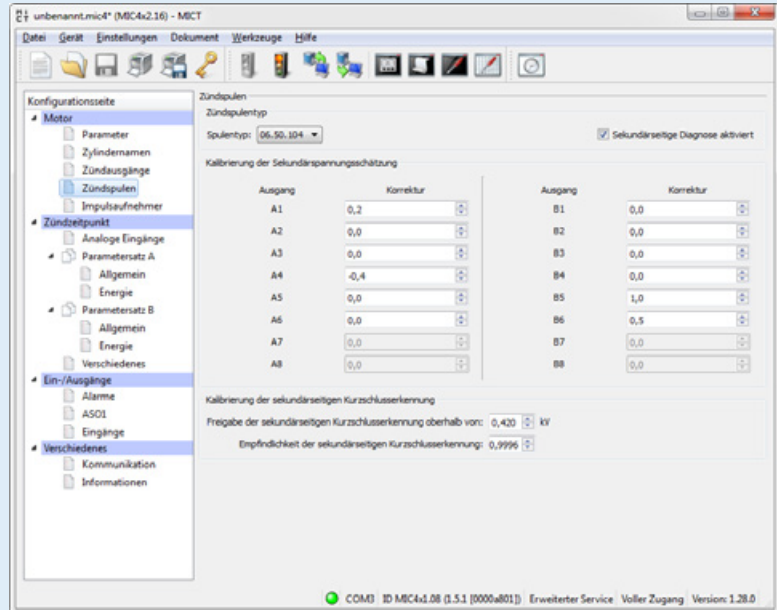 unbenannt.mic4* (MIC4x2.16) - MICT
Datei Gerät Einstellungen Dokument Werkzeuge Hilfe
Konfigurationsseite
Motor
Parameter
Zylindernamen
Zündausgänge
Zündspulen
Impulsaufnehmer
Zündzeitpunkt
Analoge Eingänge
Parametersatz A
Allgemein
Energie
Parametersatz B
Allgemein
Energie
Verschiedenes
Ein-/Ausgänge
Alarme
ASO1
Eingänge
Verschiedenes
Kommunikation
Informationen
Zündspulen
Zündspulentyp
Spulentyp: 06.50.104 Sekundärseitige Diagnose aktiviert
Kalibrierung der Sekundärspannungsschätzung
Ausgang Korrektur Ausgang Korrektur
A1 0,2 B1 0,0
A2 0,0 B2 0,0
A3 0,0 B3 0,0
A4 -0,4 B4 0,0
A5 0,0 B5 1,0
A6 0,0 B6 0,5
A7 0,0 B7 0,0
A8 0,0 B8 0,0
Kalibrierung der sekundärseitigen Kurzschlusserkennung
Freigabe der sekundärseitigen Kurzschlusserkennung oberhalb von: 0,420 kV
Empfindlichkeit der sekundärseitigen Kurzschlusserkennung: 0,9996
COM3 ID MIC4x1.08 (1.5.1 [0000a801]) Erweiterter Service Voller Zugang Version: 1.28.0